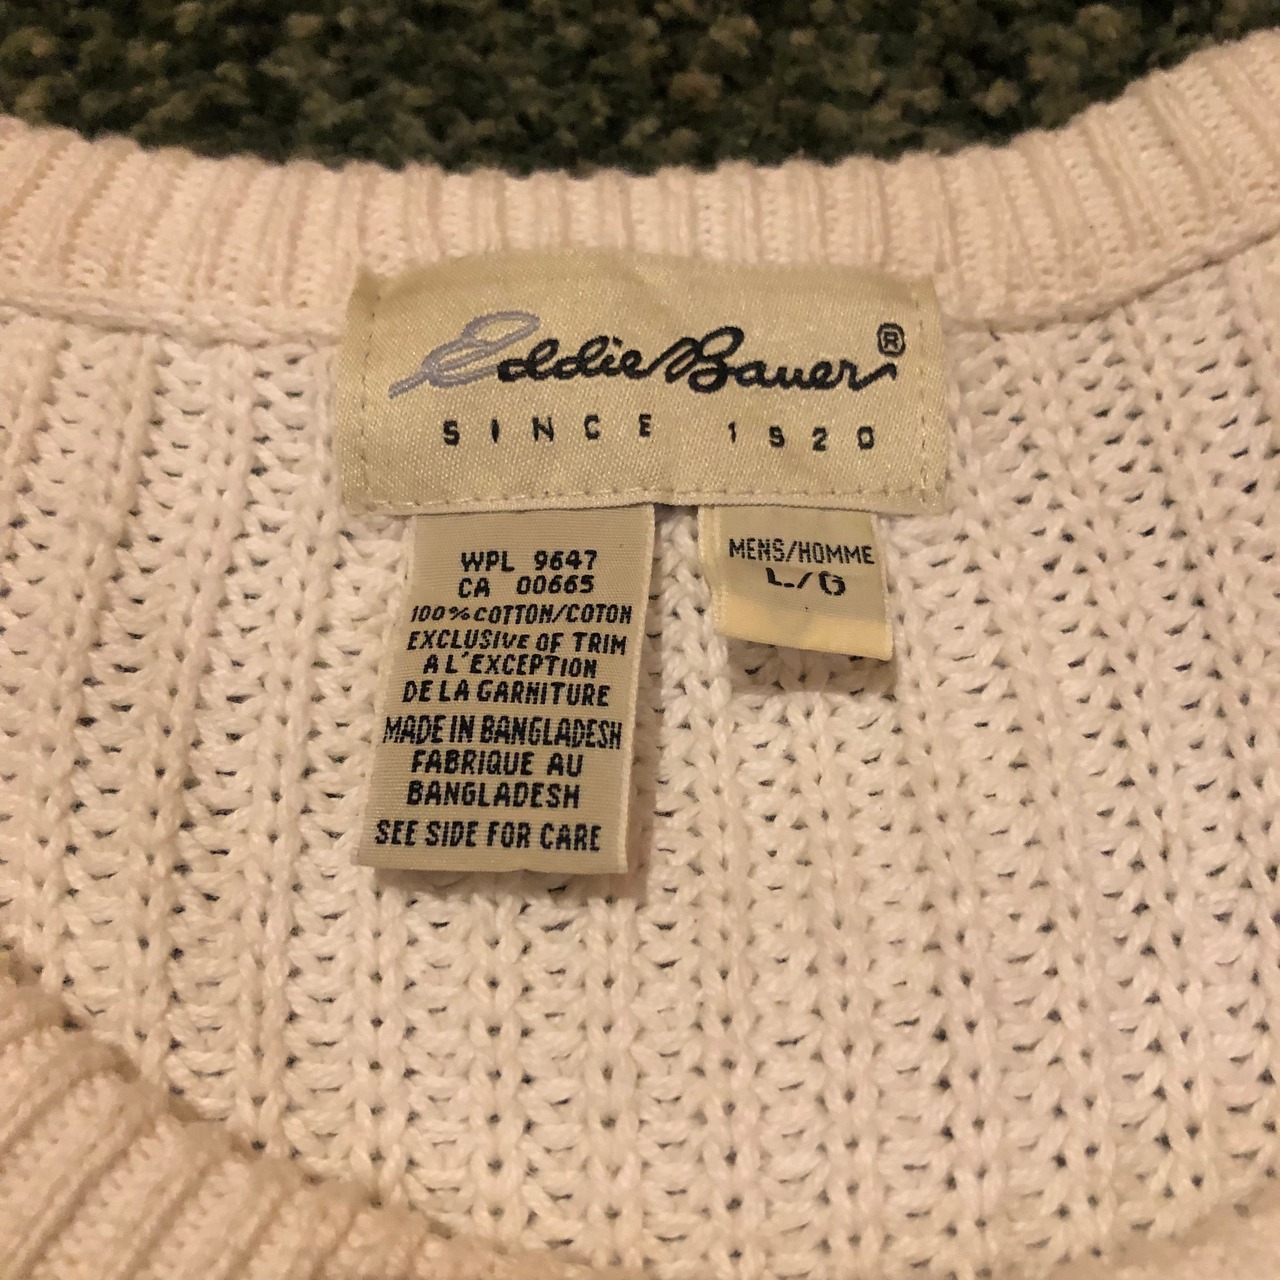 Eddie Bauer®
SINCE 1920
WPL 9647
CA 00665
100% COTTON/COTON
EXCLUSIVE OF TRIM
A L'EXCEPTION
DE LA GARNITURE
MADE IN BANGLADESH
FABRIQUE AU
BANGLADESH
SEE SIDE FOR CARE
MENS/HOMME
L./G